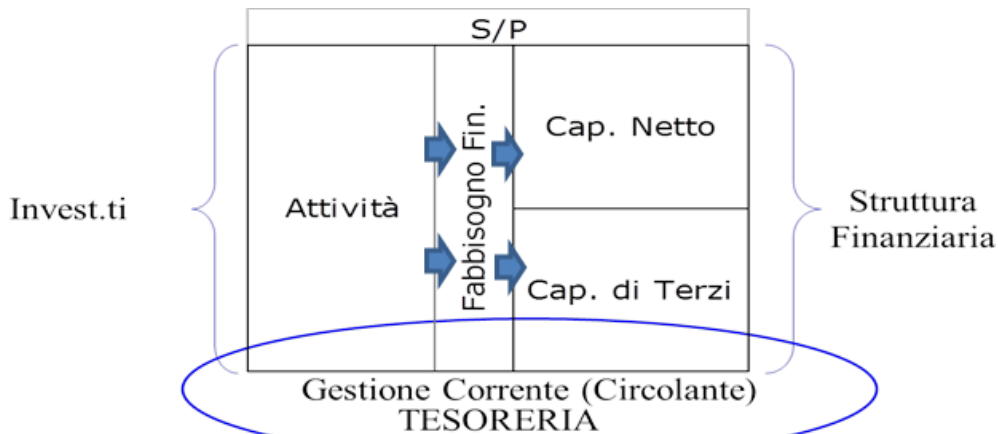 S/P
Invest.ti
Attività
Fabbisogno Fin.
Cap. Netto
Cap. di Terzi
Struttura
Finanziaria
Gestione Corrente (Circolante)
TESORERIA